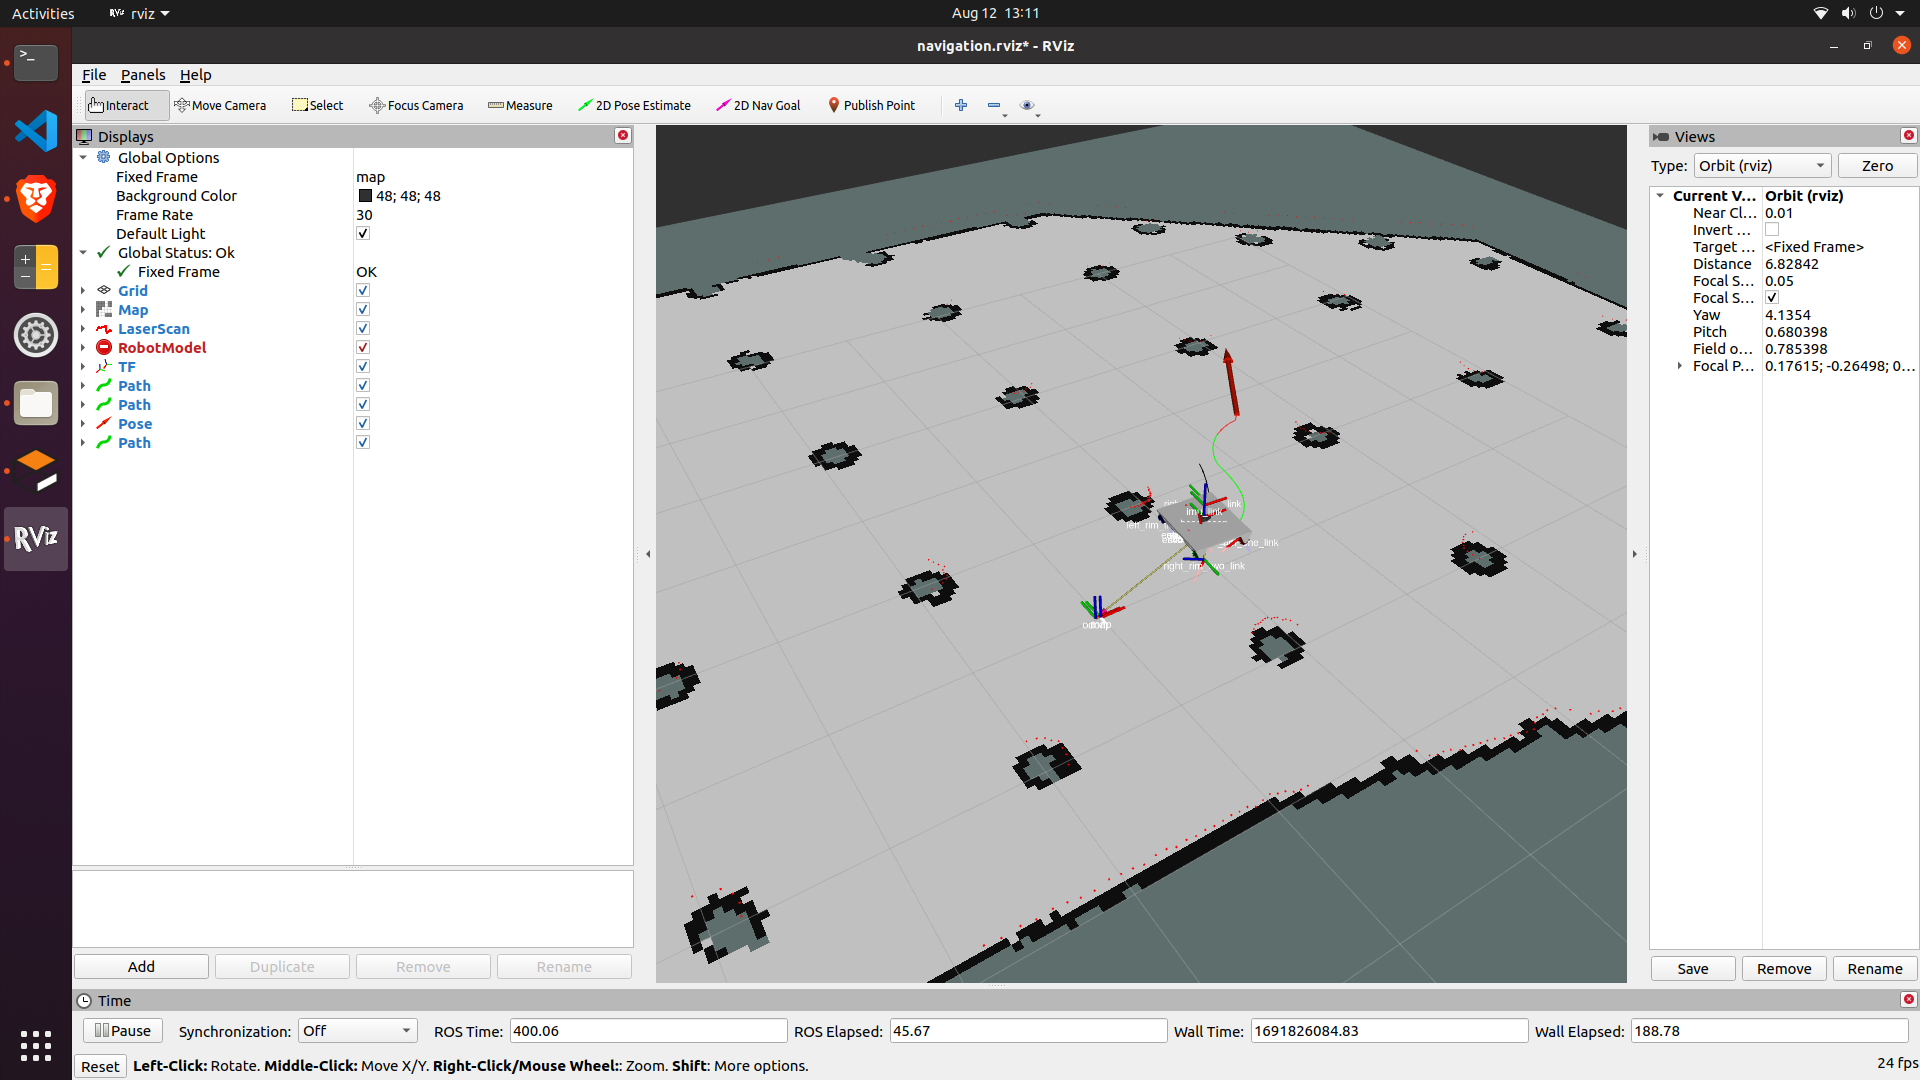 Activities
RViz rviz
Aug 12 13:11
navigation.rviz* - RViz
File Panels Help
Interact Move Camera Select Focus Camera Measure 2D Pose Estimate 2D Nav Goal Publish Point
Displays
Global Options
Fixed Frame map
Background Color 48; 48; 48
Frame Rate 30
Default Light
Global Status: Ok
Fixed Frame OK
Grid
Map
LaserScan
RobotModel
TF
Path
Path
Pose
Path
Add Duplicate Remove Rename
RViz
link
imu_link
left_rim
one_link
right_rim_two_link
map
Views
Type: Orbit (rviz) Zero
Current V... Orbit (rviz)
Near Cl... 0.01
Invert ...
Target ... <Fixed Frame>
Distance 6.82842
Focal S... 0.05
Focal S...
Yaw 4.1354
Pitch 0.680398
Field o... 0.785398
Focal P... 0.17615; -0.26498; 0...
Save Remove Rename
Time
Pause Synchronization: Off ROS Time: 400.06 ROS Elapsed: 45.67 Wall Time: 1691826084.83 Wall Elapsed: 188.78
Reset Left-Click: Rotate. Middle-Click: Move X/Y. Right-Click/Mouse Wheel:: Zoom. Shift: More options.
24 fps